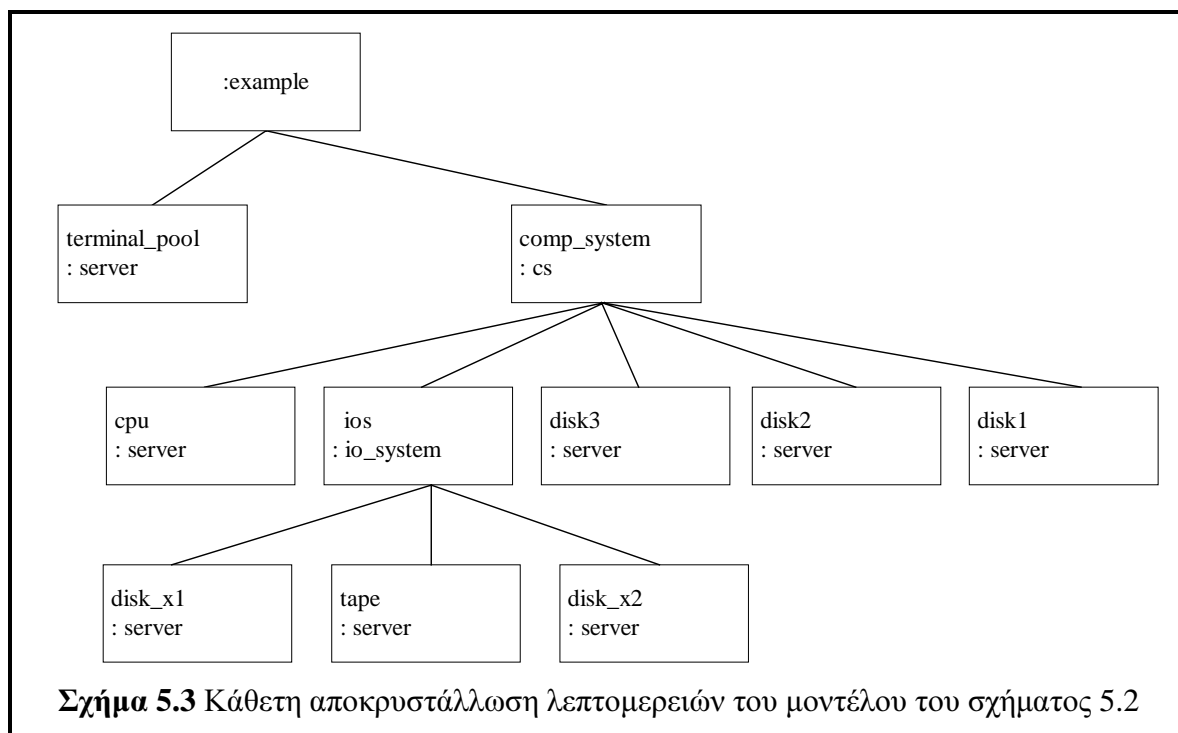 :example
terminal_pool
: server
comp_system
: cs
cpu
: server
ios
: io_system
disk3
: server
disk2
: server
disk1
: server
disk_x1
: server
tape
: server
disk_x2
: server
Σχήμα 5.3 Κάθετη αποκρυστάλλωση λεπτομερειών του μοντέλου του σχήματος 5.2